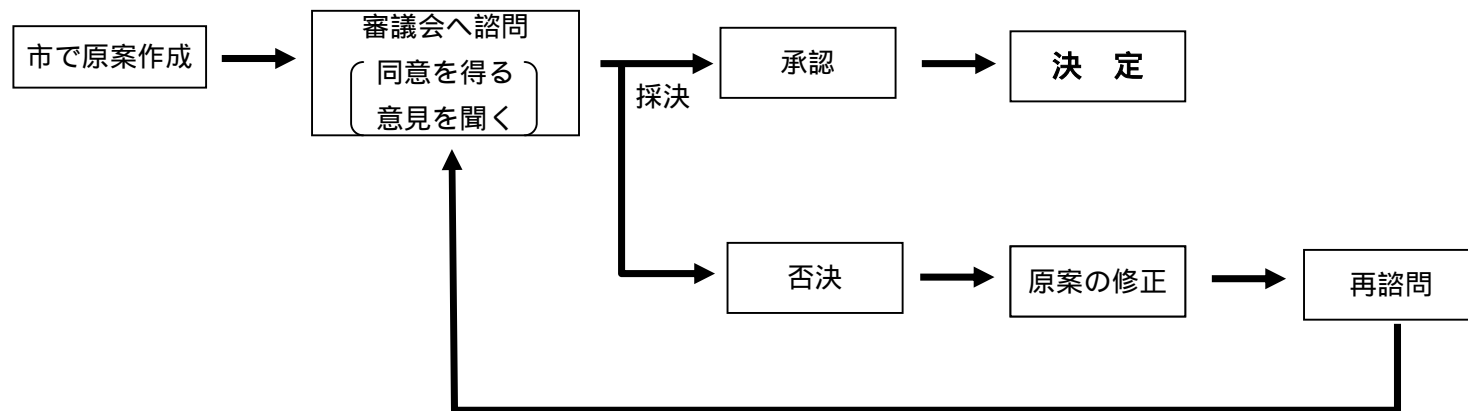 市で原案作成
審議会へ諮問
同意を得る
意見を聞く
採決
承認
決　定
否決
原案の修正
再諮問